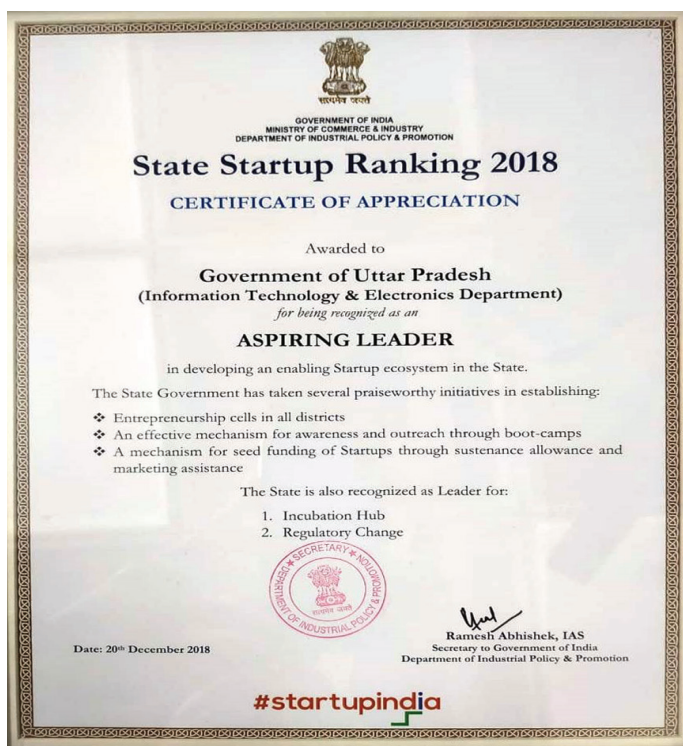 सत्यमेव जयते
GOVERNMENT OF INDIA
MINISTRY OF COMMERCE & INDUSTRY
DEPARTMENT OF INDUSTRIAL POLICY & PROMOTION
State Startup Ranking 2018
CERTIFICATE OF APPRECIATION
Awarded to
Government of Uttar Pradesh
(Information Technology & Electronics Department)
for being recognized as an
ASPIRING LEADER
in developing an enabling Startup ecosystem in the State.
The State Government has taken several praiseworthy initiatives in establishing:
❖ Entrepreneurship cells in all districts
❖ An effective mechanism for awareness and outreach through boot-camps
❖ A mechanism for seed funding of Startups through sustenance allowance and
marketing assistance
The State is also recognized as Leader for:
1. Incubation Hub
2. Regulatory Change
SECRETARY
DEPARTMENT OF INDUSTRIAL POLICY & PROMOTION
सत्यमेव जयते
Ramesh Abhishek, IAS
Secretary to Government of India
Department of Industrial Policy & Promotion
Date: 20th December 2018
#startupindia